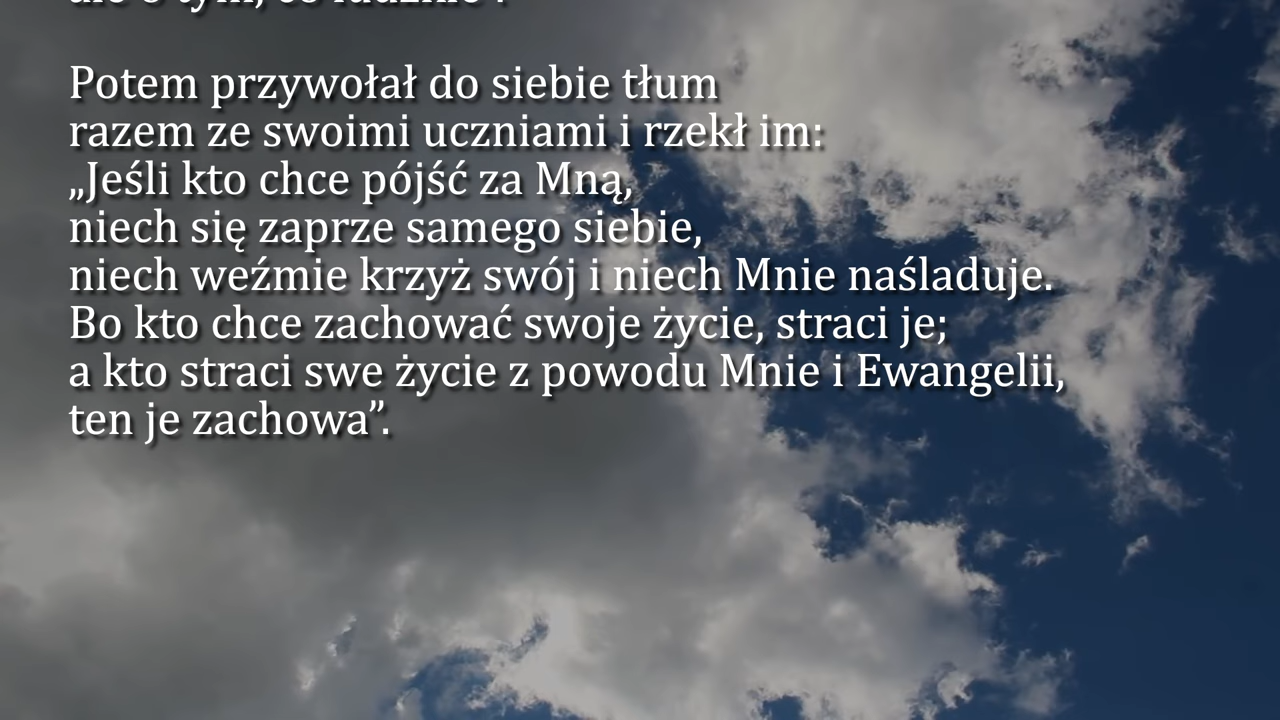 Potem przywołał do siebie tłum
razem ze swoimi uczniami i rzekł im:
„Jeśli kto chce pójść za Mną,
niech się zaprze samego siebie,
niech weźmie krzyż swój i niech Mnie naśladuje.
Bo kto chce zachować swoje życie, straci je;
a kto straci swe życie z powodu Mnie i Ewangelii,
ten je zachowa”.